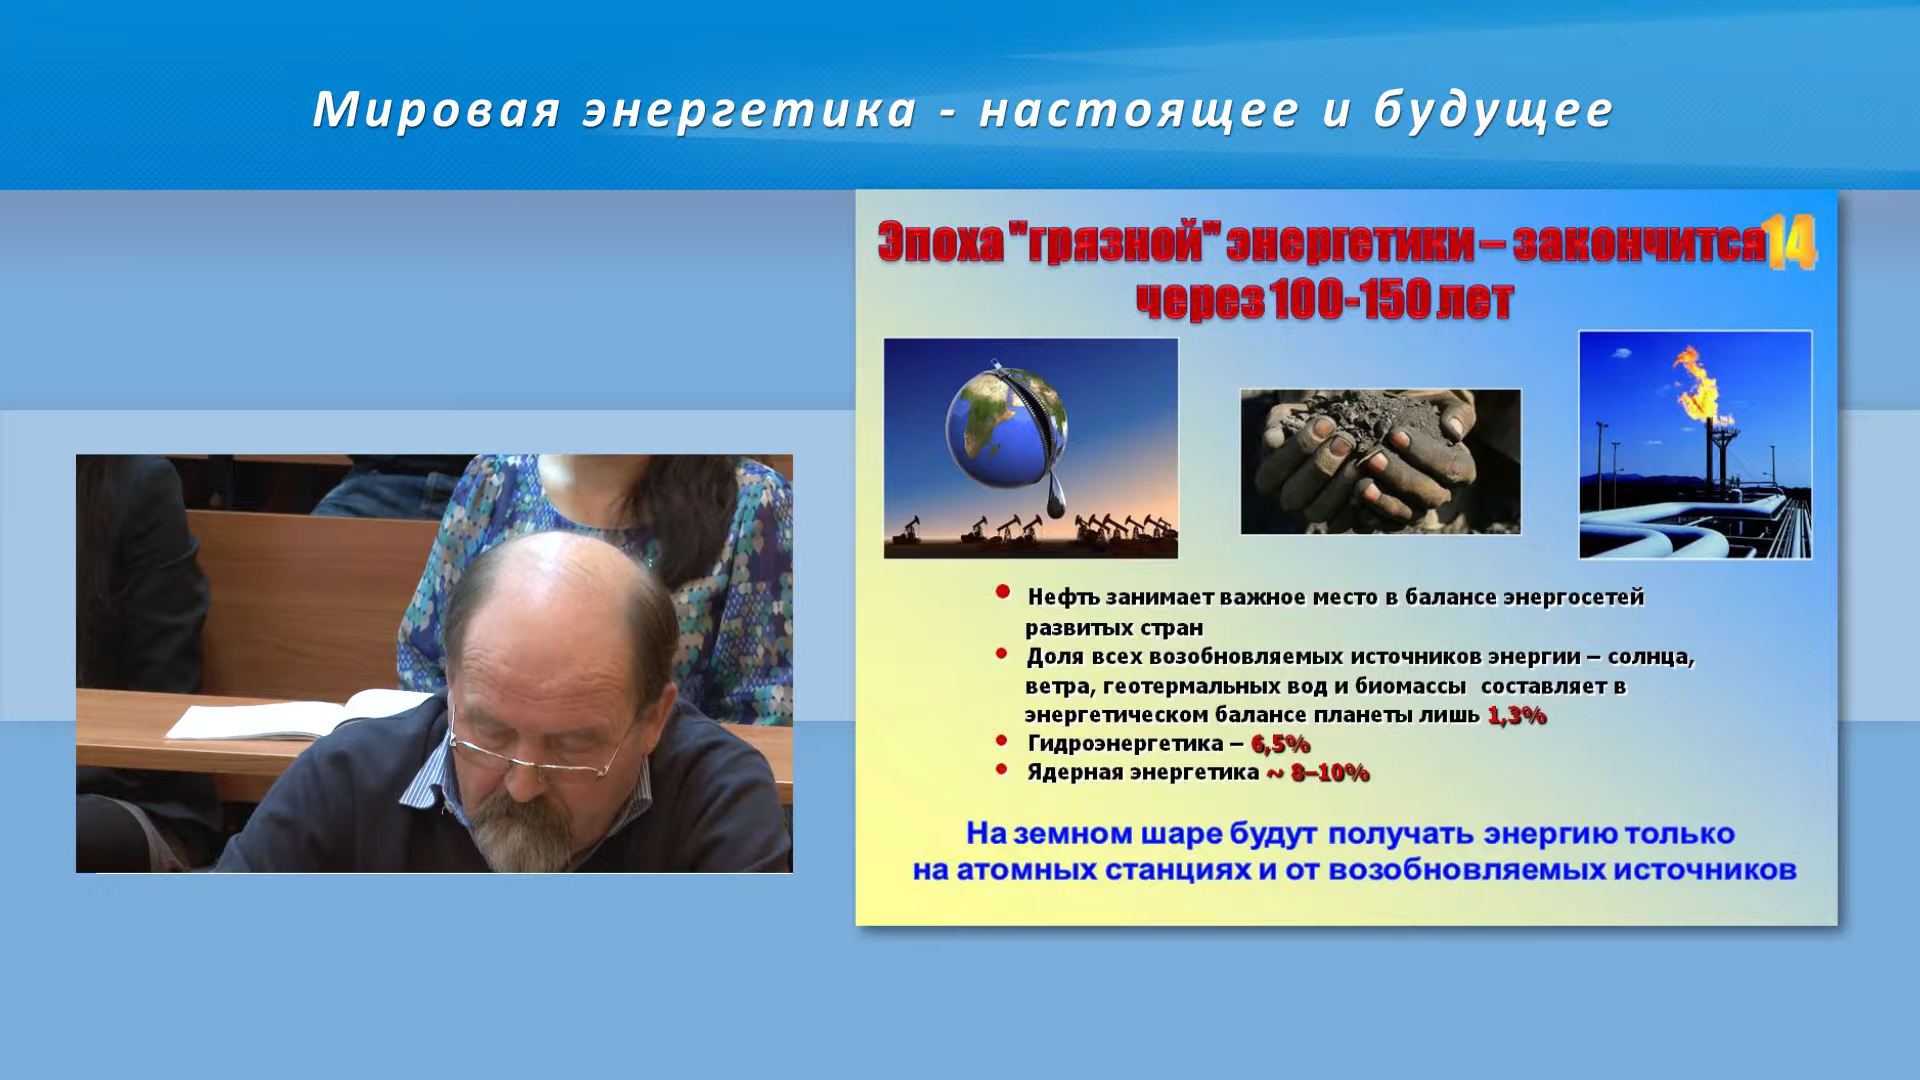 Мировая энергетика - настоящее и будущее
Эпоха "грязной" энергетики – закончится
14
через 100-150 лет
• Нефть занимает важное место в балансе энергосетей
развитых стран
• Доля всех возобновляемых источников энергии – солнца,
ветра, геотермальных вод и биомассы составляет в
энергетическом балансе планеты лишь 1,3%
• Гидроэнергетика – 6,5%
• Ядерная энергетика ~ 8–10%
На земном шаре будут получать энергию только
на атомных станциях и от возобновляемых источников